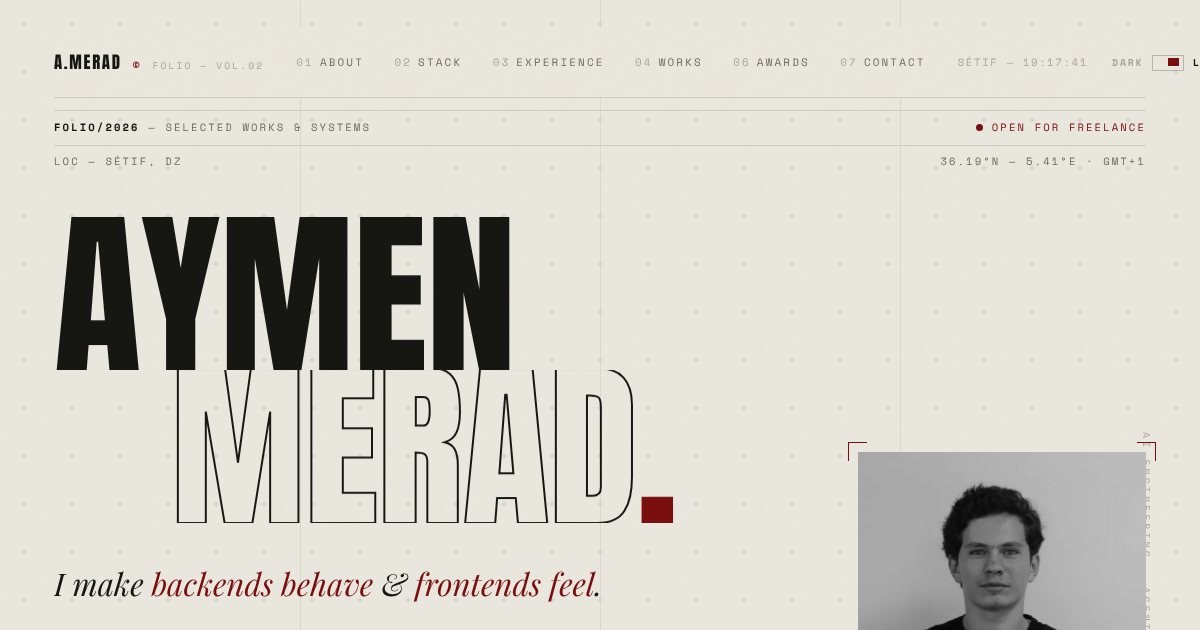 A.MERAD © FOLIO — VOL.02 01 ABOUT 02 STACK 03 EXPERIENCE 04 WORKS 06 AWARDS 07 CONTACT SÉTIF — 19:17:41 DARK L
FOLIO/2026 — SELECTED WORKS & SYSTEMS
OPEN FOR FREELANCE
LOC — SÉTIF, DZ
36.19°N — 5.41°E · GMT+1
AYMEN
MERAD.
I make backends behave & frontends feel.